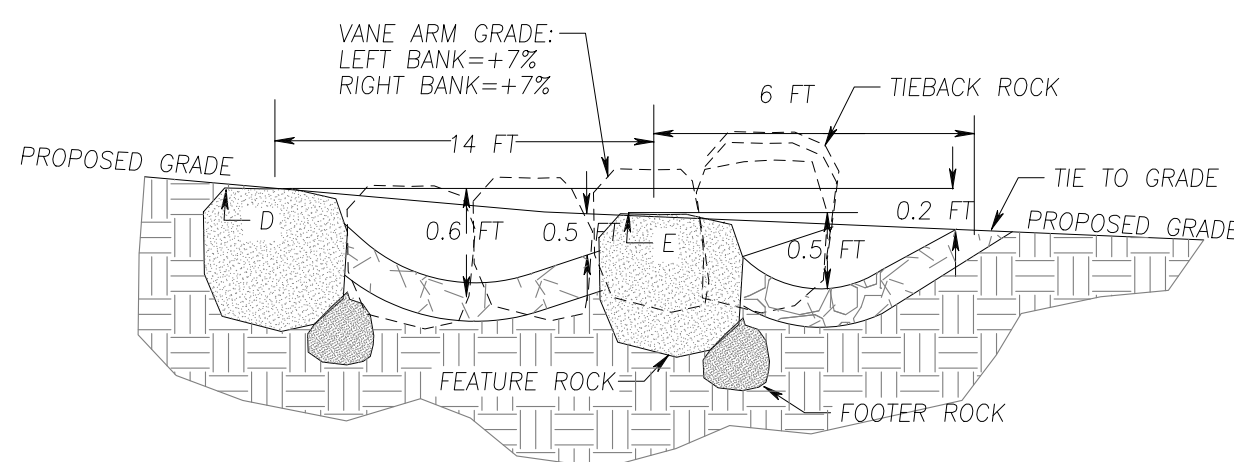 VANE ARM GRADE:
LEFT BANK=+7%
RIGHT BANK=+7%
6 FT
TIEBACK ROCK
14 FT
PROPOSED GRADE
TIE TO GRADE
D
0.6 FT
0.5 FT
E
0.5 FT
0.2 FT
PROPOSED GRADE
FEATURE ROCK
FOOTER ROCK